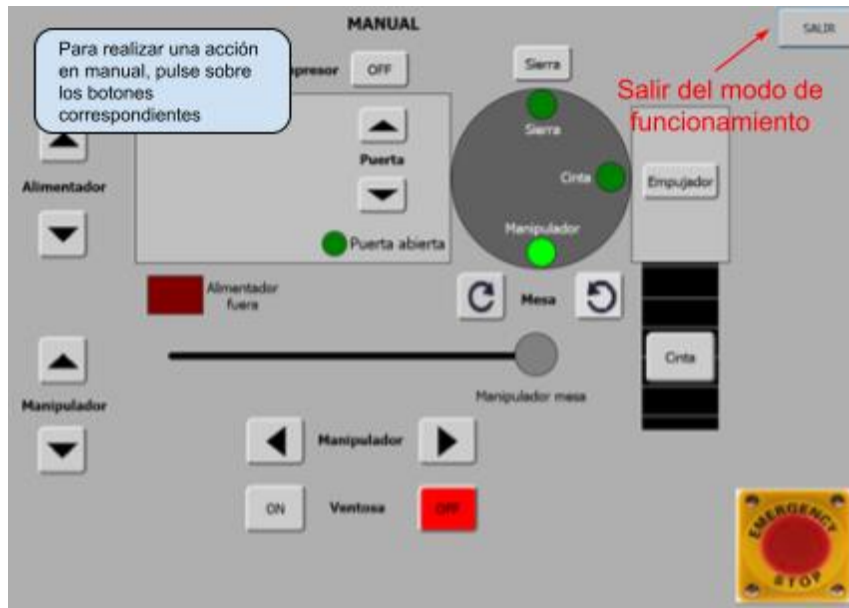 MANUAL
SALIR
Para realizar una acción
en manual, pulse sobre
los botones
correspondientes
presor
OFF
Sierra
Salir del modo de
funcionamiento
Sierra
Puerta
Cinta
Empujador
Alimentador
Manipulador
Puerta abierta
Alimentador
fuera
Mesa
Cinta
Manipulador mesa
Manipulador
Manipulador
ON
Ventosa
OFF
EMERGENCY
STOP